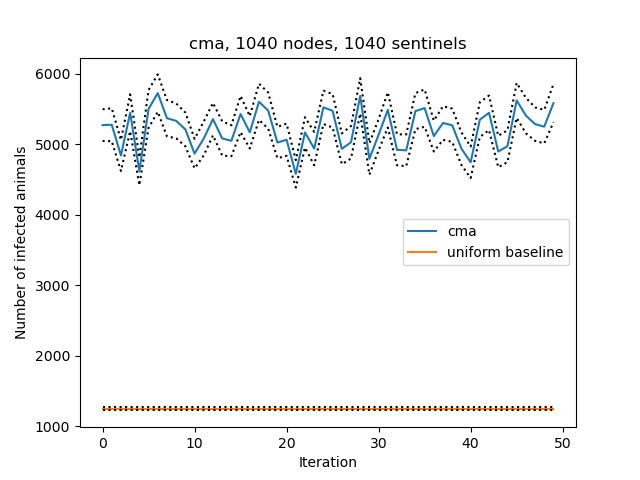 cma, 1040 nodes, 1040 sentinels
Number of infected animals
6000
5000
4000
3000
2000
1000
cma
uniform baseline
0
10
20
30
40
50
Iteration